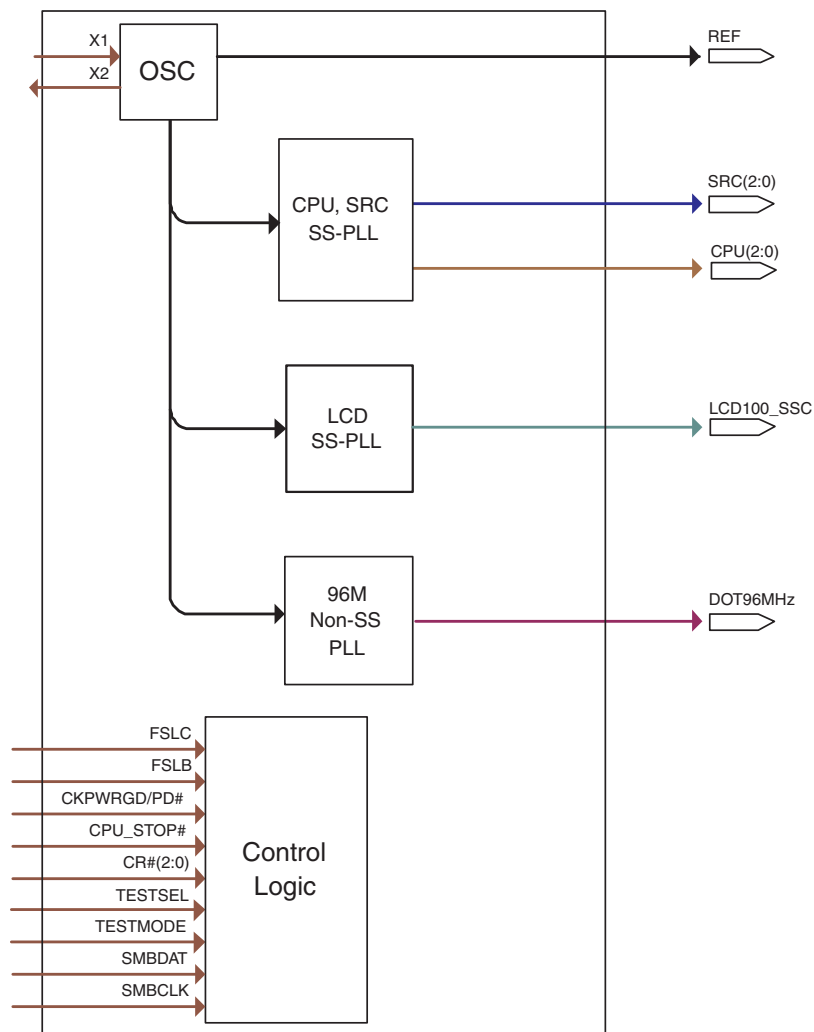 X1
X2
OSC
REF
CPU, SRC
SS-PLL
SRC(2:0)
CPU(2:0)
LCD
SS-PLL
LCD100_SSC
96M
Non-SS
PLL
DOT96MHz
FSLC
FSLB
CKPWRGD/PD#
CPU_STOP#
CR#(2:0)
TESTSEL
TESTMODE
SMBDAT
SMBCLK
Control
Logic